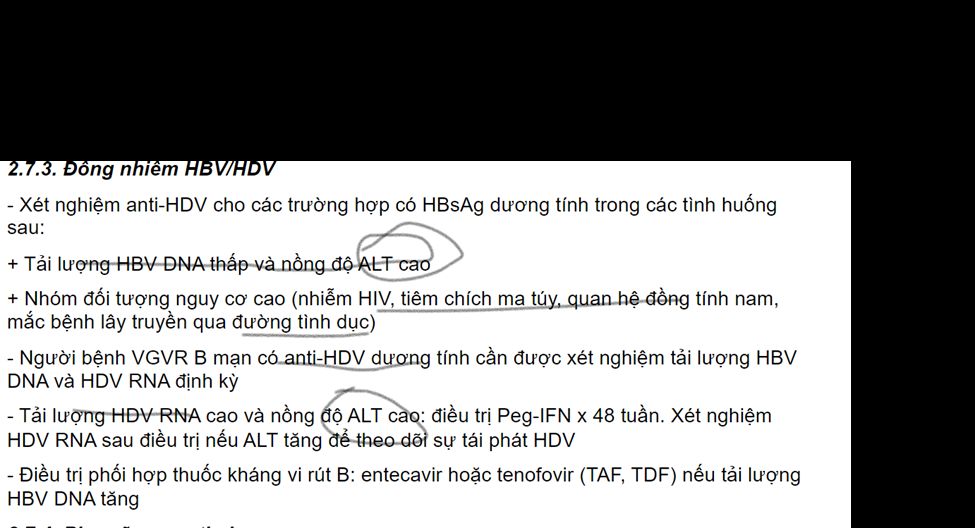 2.7.3. Đồng nhiễm HBV/HDV
- Xét nghiệm anti-HDV cho các trường hợp có HBsAg dương tính trong các tình huống
sau:
+ Tải lượng HBV DNA thấp và nồng độ ALT cao
+ Nhóm đối tượng nguy cơ cao (nhiễm HIV, tiêm chích ma túy, quan hệ đồng tính nam,
mắc bệnh lây truyền qua đường tình dục)
- Người bệnh VGVR B mạn có anti-HDV dương tính cần được xét nghiệm tải lượng HBV
DNA và HDV RNA định kỳ
- Tải lượng HDV RNA cao và nồng độ ALT cao: điều trị Peg-IFN x 48 tuần. Xét nghiệm
HDV RNA sau điều trị nếu ALT tăng để theo dõi sự tái phát HDV
- Điều trị phối hợp thuốc kháng vi rút B: entecavir hoặc tenofovir (TAF, TDF) nếu tải lượng
HBV DNA tăng